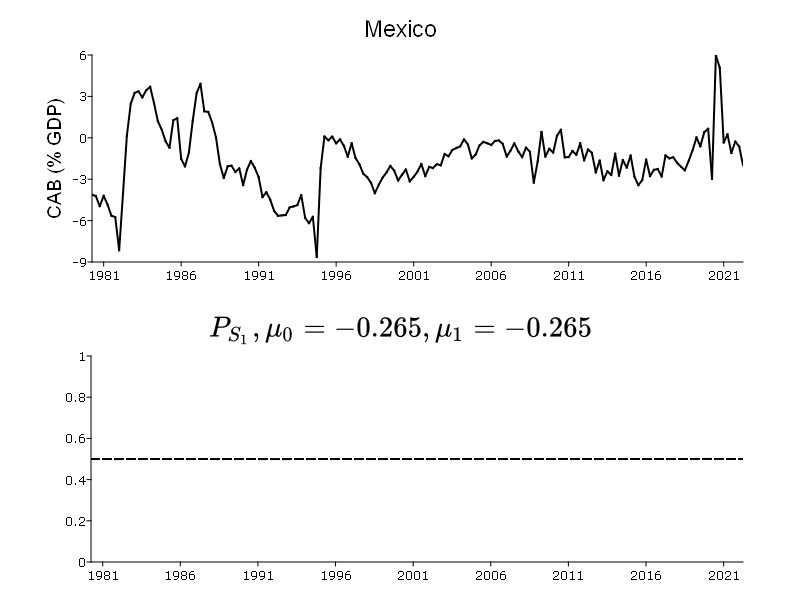 Mexico
CAB (% GDP)
6
3
0
−3
−6
−9
1981 1986 1991 1996 2001 2006 2011 2016 2021
P_{S_1}, μ_0 = −0.265, μ_1 = −0.265
1
0.8
0.6
0.4
0.2
0
1981 1986 1991 1996 2001 2006 2011 2016 2021